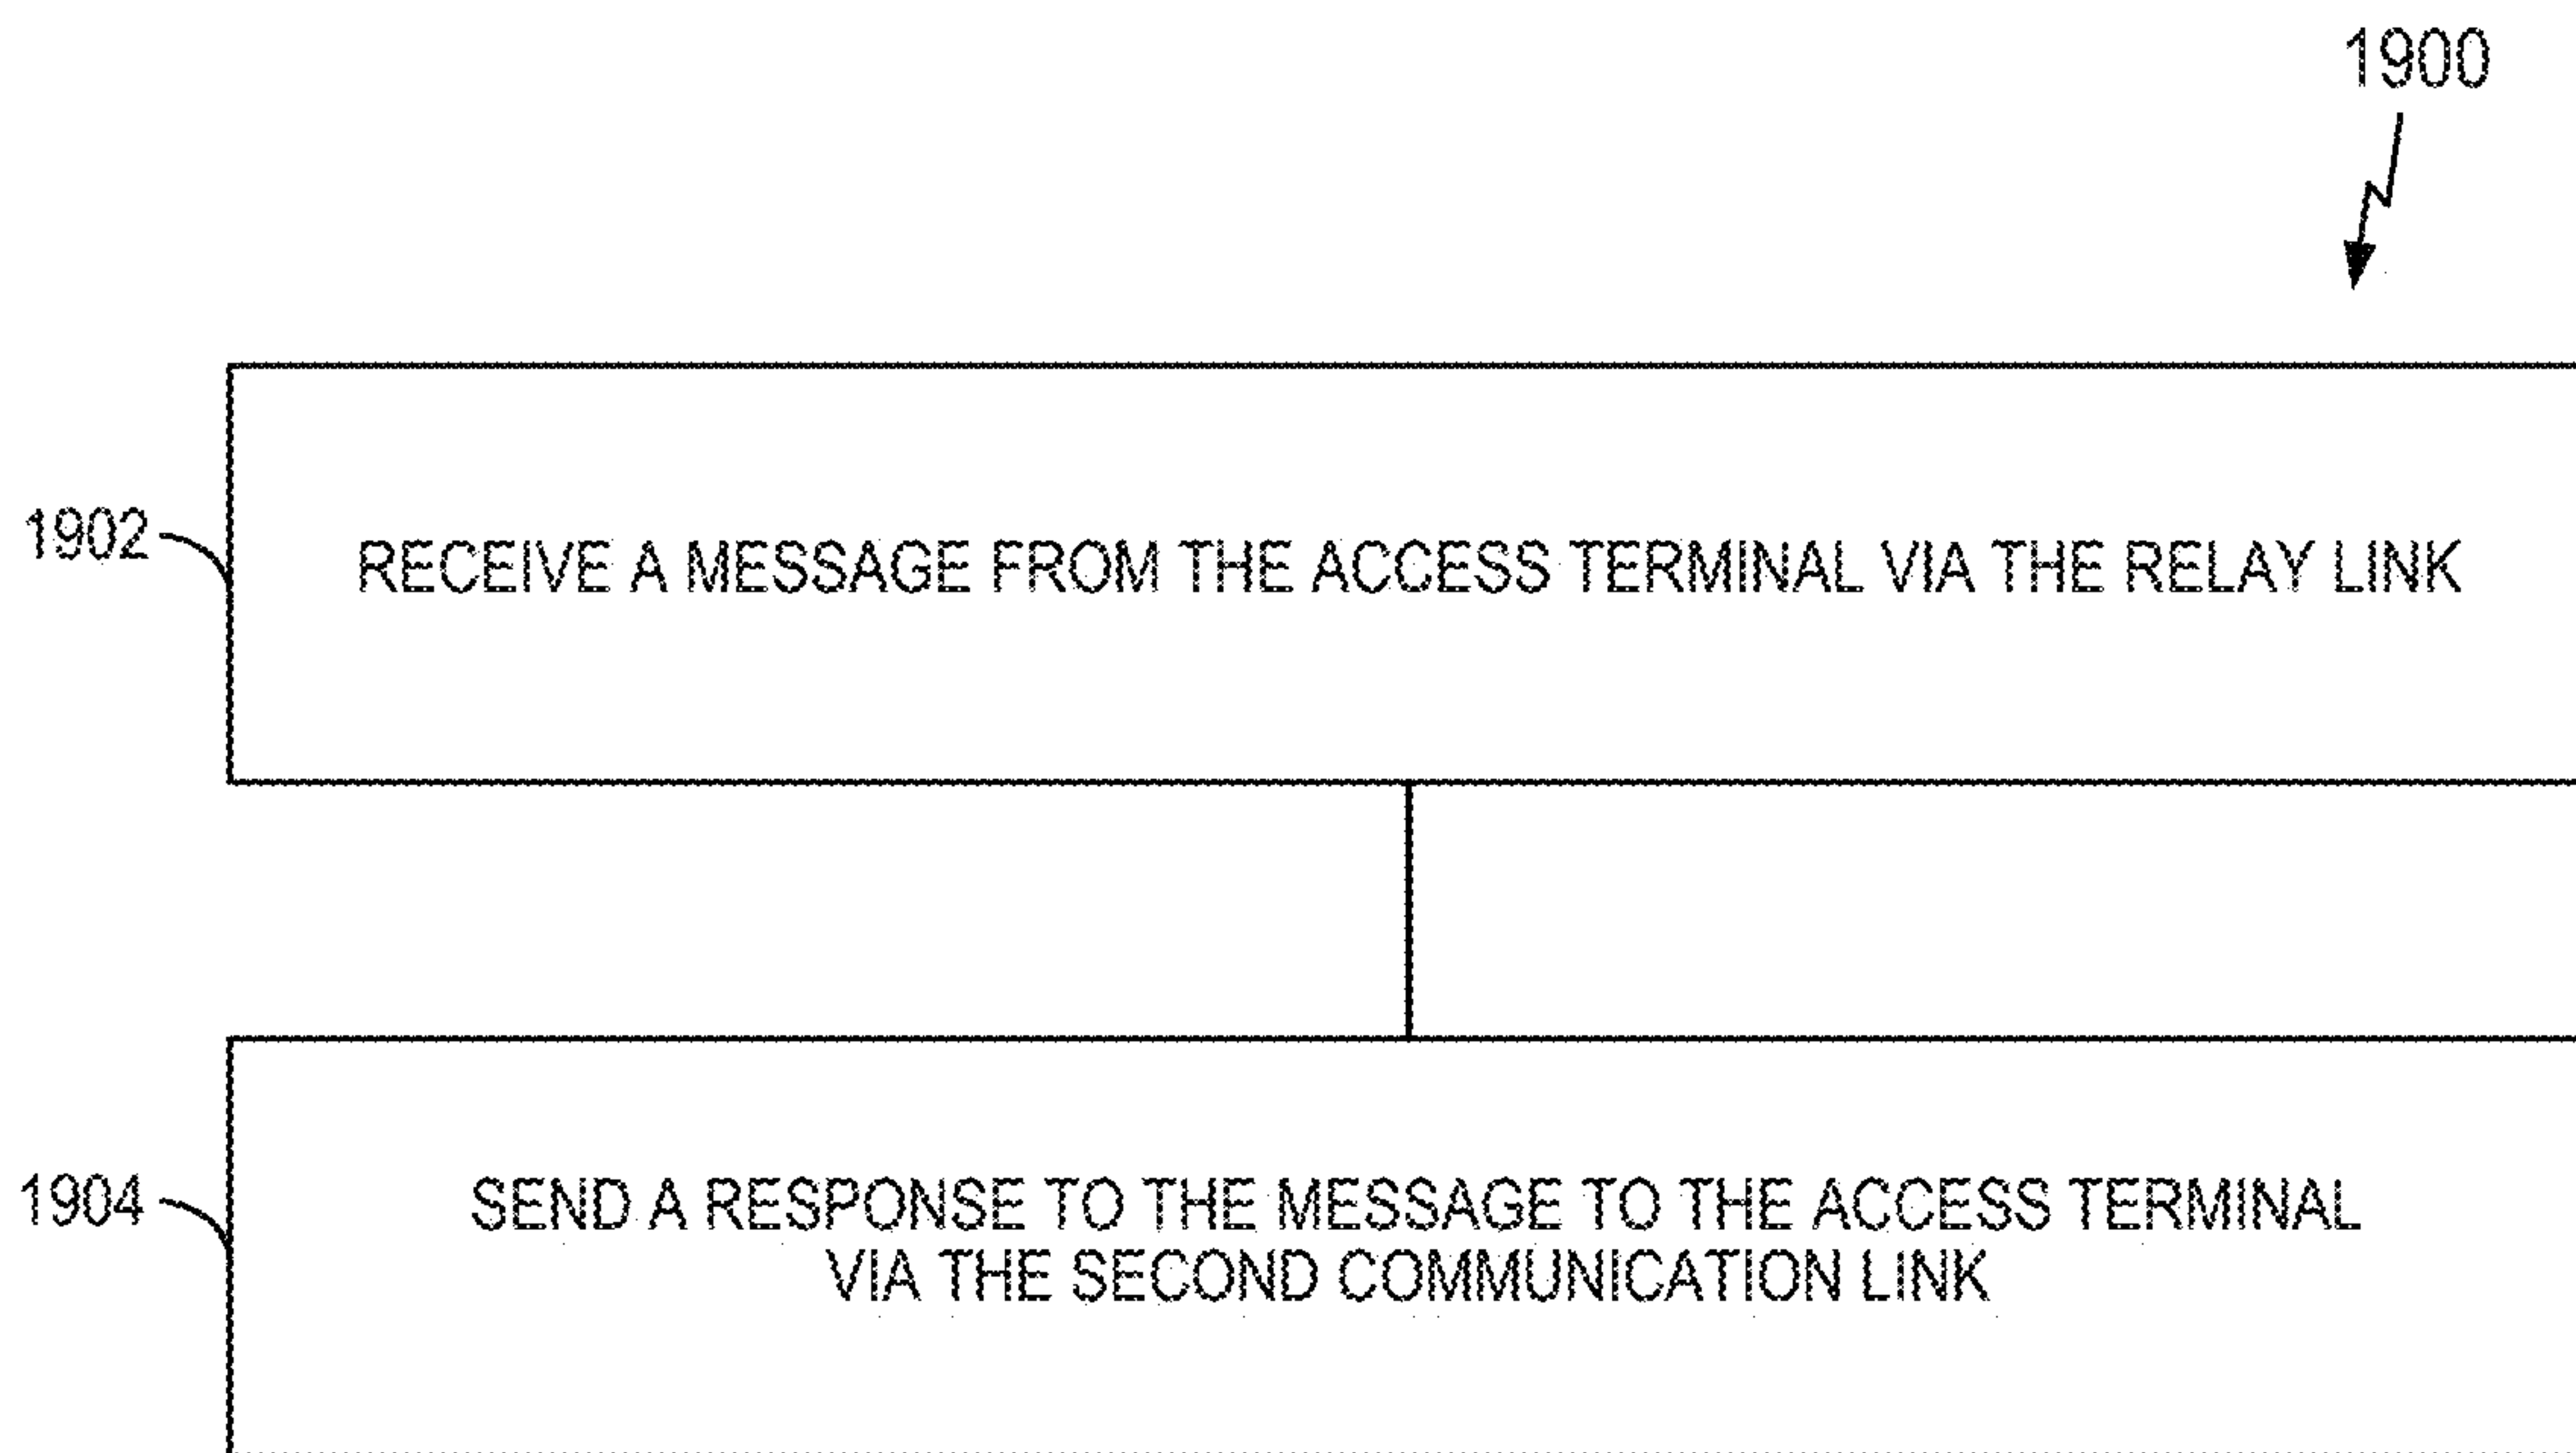 1900
1902
RECEIVE A MESSAGE FROM THE ACCESS TERMINAL VIA THE RELAY LINK
1904
SEND A RESPONSE TO THE MESSAGE TO THE ACCESS TERMINAL
VIA THE SECOND COMMUNICATION LINK